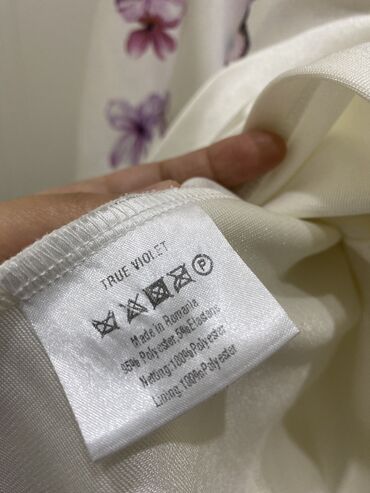 TRUE VIOLET
P
Made in Romania
95% Polyester, 5% Elastane
Netting:100%Polyester
Lining:100%Polyester